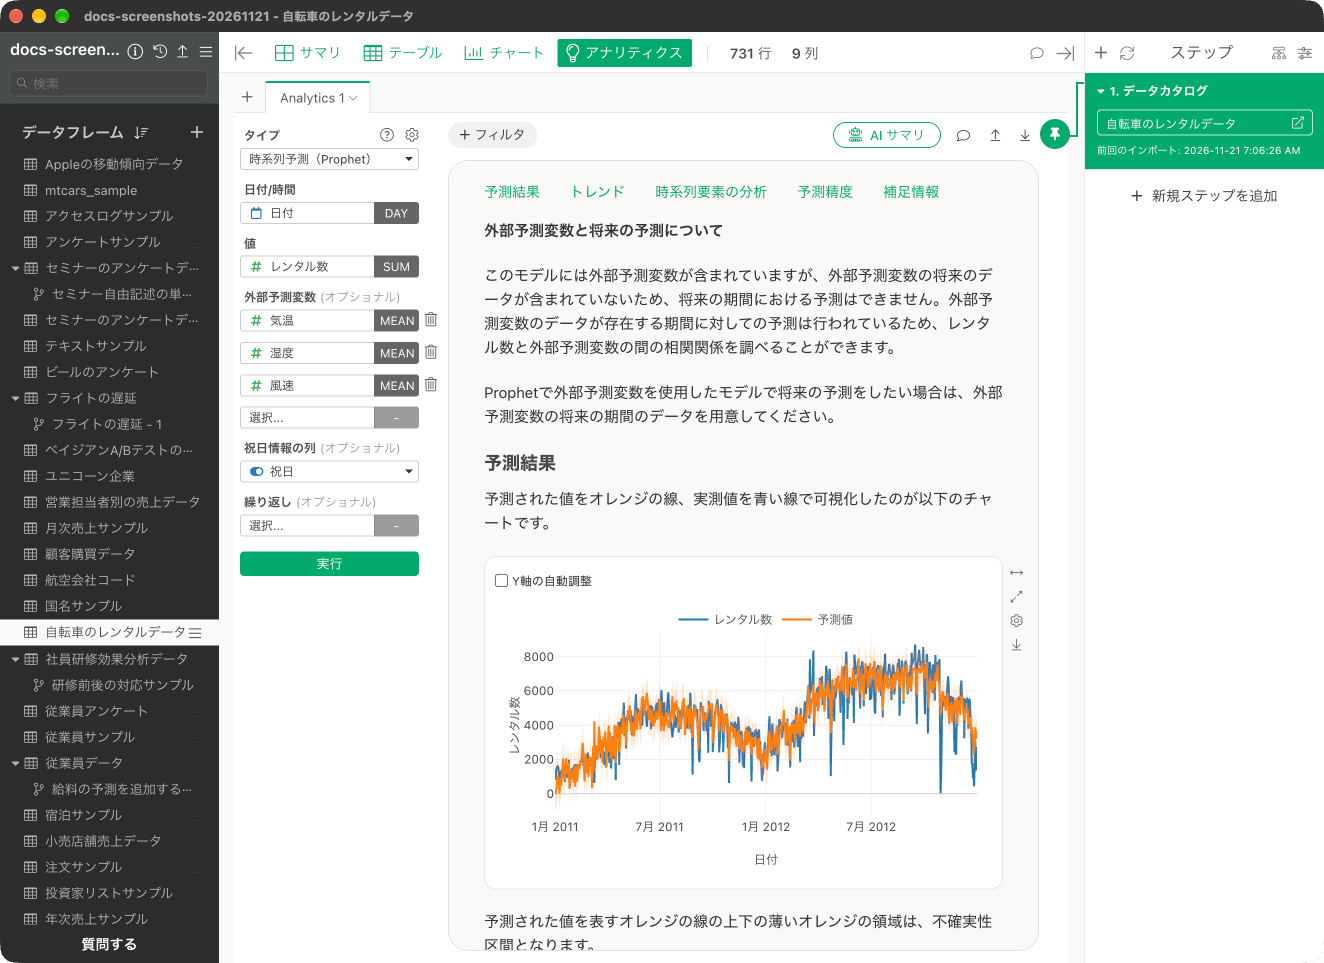 docs-screenshots-20261121 - 自転車のレンタルデータ
docs-screen...
検索
データフレーム
Appleの移動傾向データ
mtcars_sample
アクセスログサンプル
アンケートサンプル
セミナーのアンケートデ…
セミナー自由記述の単…
セミナーのアンケートデ…
テキストサンプル
ビールのアンケート
フライトの遅延
フライトの遅延 - 1
ベイジアンA/Bテストの…
ユニコーン企業
営業担当者別の売上データ
月次売上サンプル
顧客購買データ
航空会社コード
国名サンプル
自転車のレンタルデータ
社員研修効果分析データ
研修前後の対応サンプル
従業員アンケート
従業員サンプル
従業員データ
給料の予測を追加する…
宿泊サンプル
小売店舗売上データ
注文サンプル
投資家リストサンプル
年次売上サンプル
質問する
サマリ
テーブル
チャート
アナリティクス
731 行
9 列
Analytics 1
タイプ
時系列予測（Prophet）
日付/時間
日付
DAY
値
レンタル数
SUM
外部予測変数 (オプショナル)
気温
MEAN
湿度
MEAN
風速
MEAN
選択...
-
祝日情報の列 (オプショナル)
祝日
繰り返し (オプショナル)
選択...
-
実行
フィルタ
AI サマリ
予測結果
トレンド
時系列要素の分析
予測精度
補足情報
外部予測変数と将来の予測について
このモデルには外部予測変数が含まれていますが、外部予測変数の将来のデ
ータが含まれていないため、将来の期間における予測はできません。外部予
測変数のデータが存在する期間に対しての予測は行われているため、レンタ
ル数と外部予測変数の間の相関関係を調べることができます。
Prophetで外部予測変数を使用したモデルで将来の予測をしたい場合は、外部
予測変数の将来の期間のデータを用意してください。
予測結果
予測された値をオレンジの線、実測値を青い線で可視化したのが以下のチャ
ートです。
Y軸の自動調整
レンタル数
予測値
レンタル数
8000
6000
4000
2000
0
1月 2011
7月 2011
1月 2012
7月 2012
日付
予測された値を表すオレンジの線の上下の薄いオレンジの領域は、不確実性
区間となります。
ステップ
1. データカタログ
自転車のレンタルデータ
前回のインポート: 2026-11-21 7:06:26 AM
新規ステップを追加